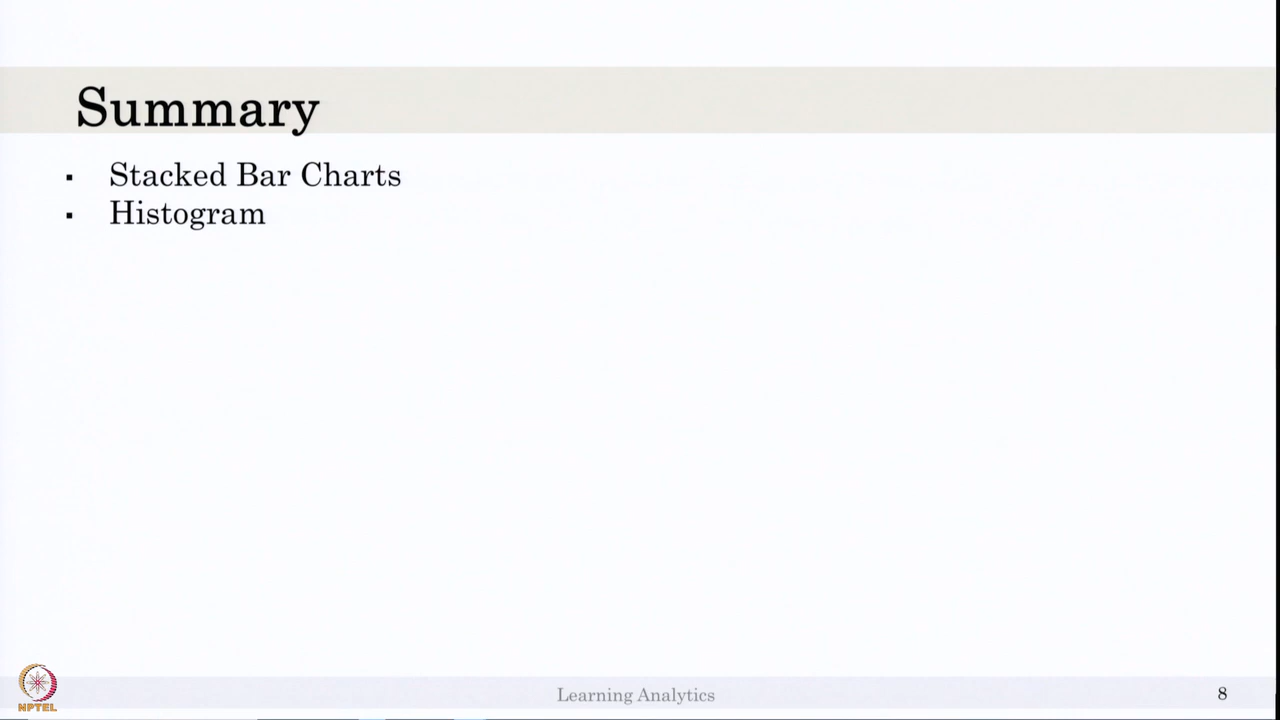 Summary
▪ Stacked Bar Charts
▪ Histogram
NPTEL
Learning Analytics
8